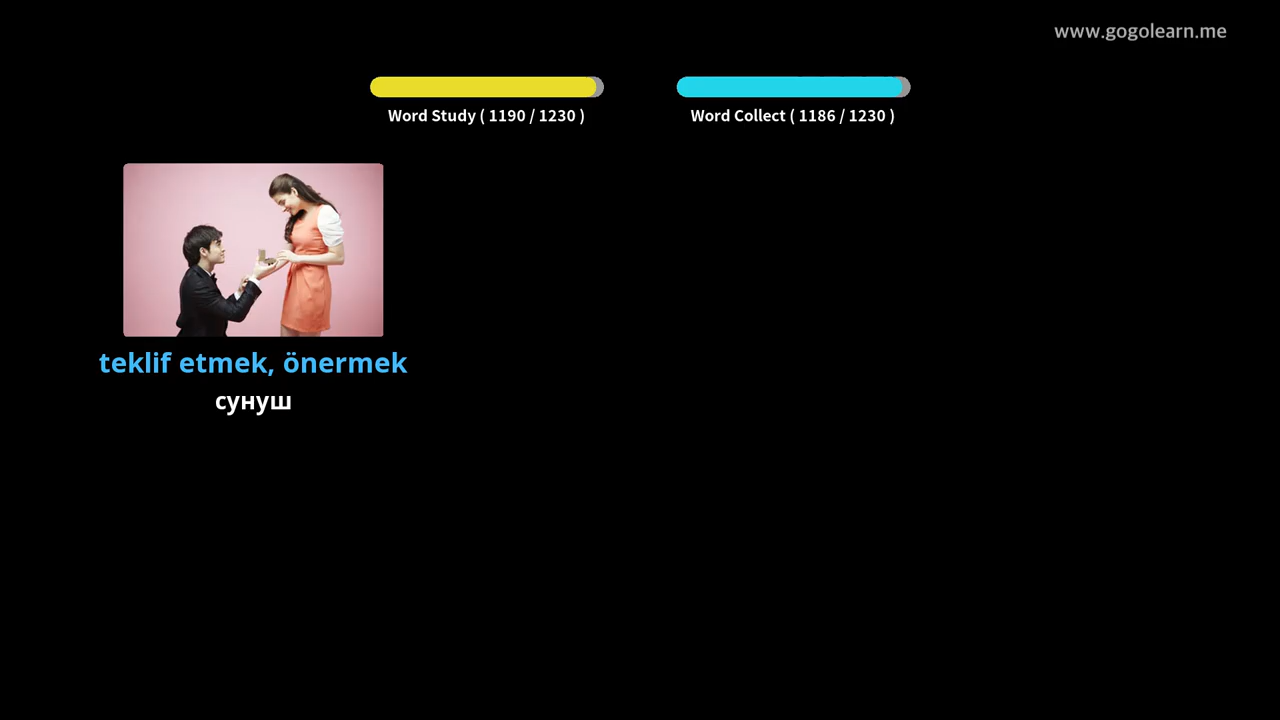 www.gogolearn.me
Word Study ( 1190 / 1230 )
Word Collect ( 1186 / 1230 )
teklif etmek, önermek
сунуш